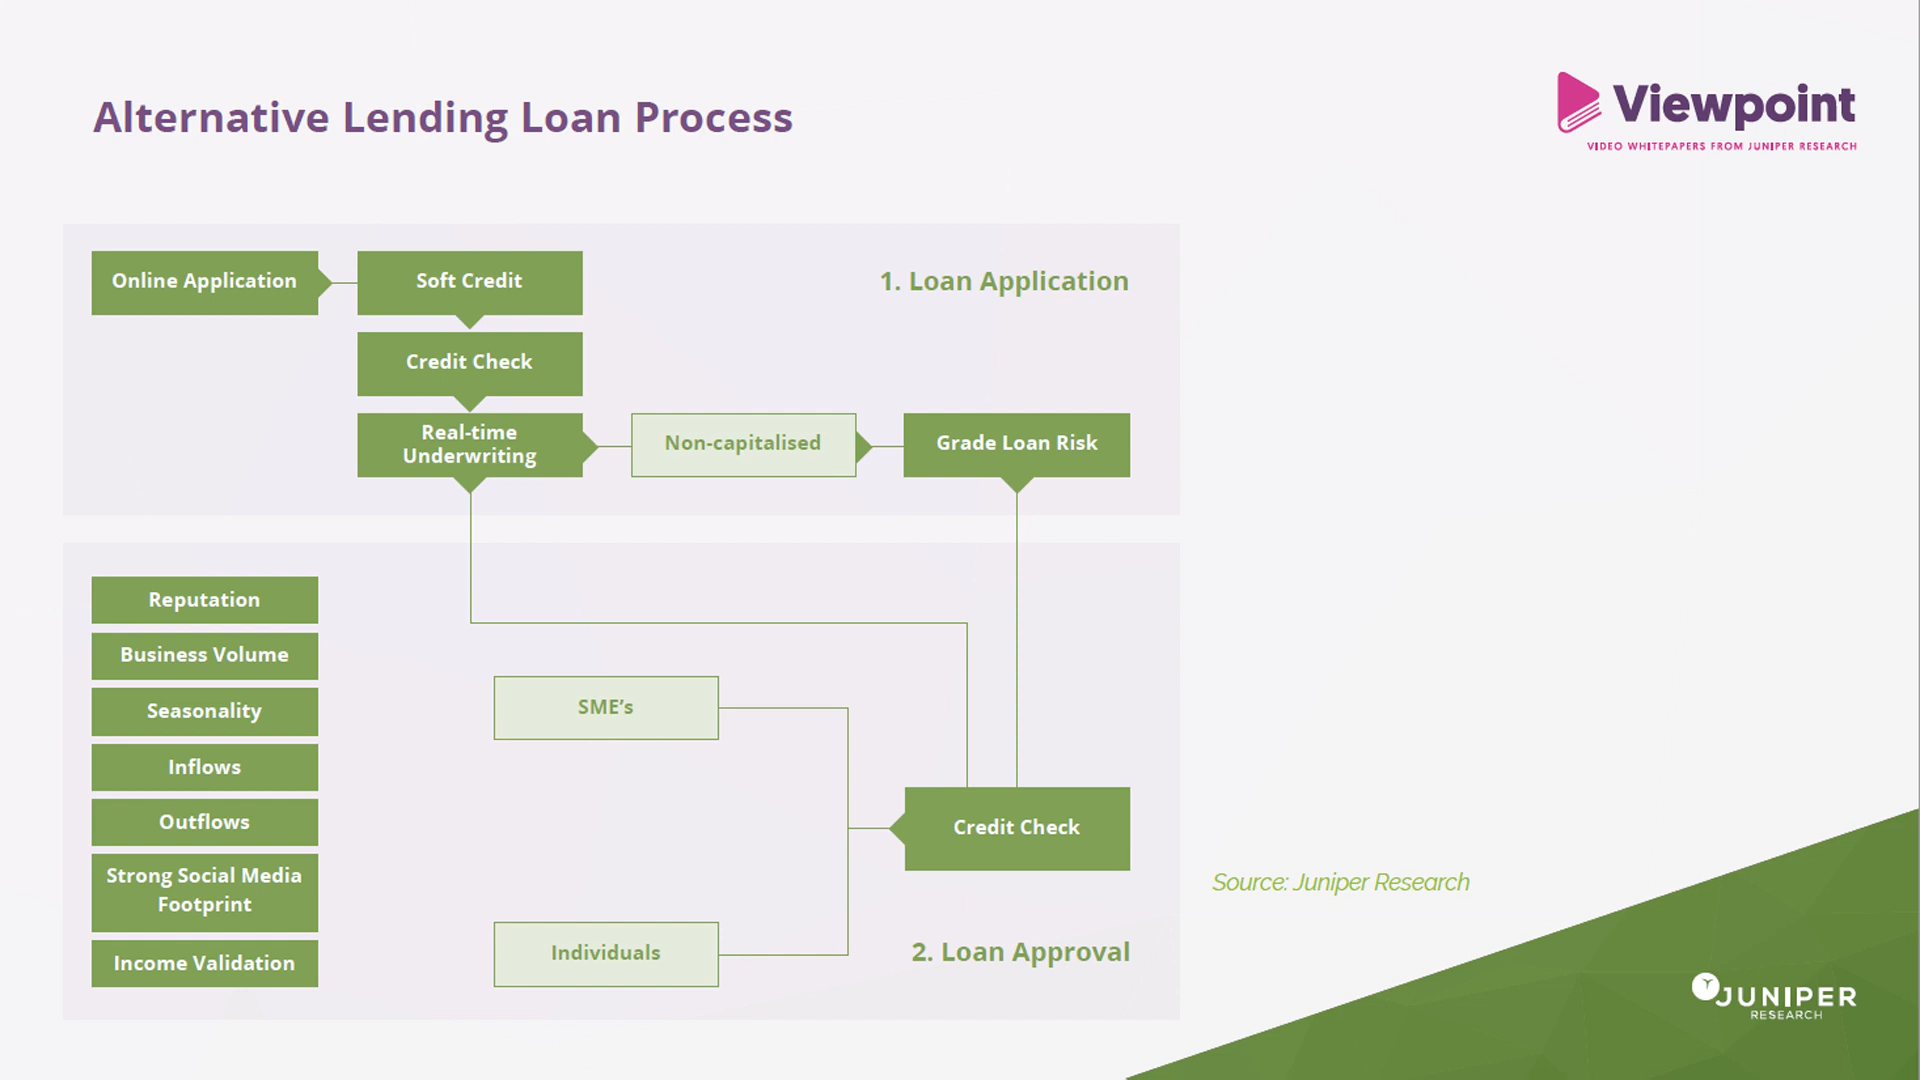 Alternative Lending Loan Process
Viewpoint
VIDEO WHITEPAPERS FROM JUNIPER RESEARCH
Online Application
Soft Credit
1. Loan Application
Credit Check
Real-time
Underwriting
Non-capitalised
Grade Loan Risk
Reputation
Business Volume
Seasonality
Inflows
Outflows
Strong Social Media
Footprint
Income Validation
SME’s
Individuals
Credit Check
2. Loan Approval
Source: Juniper Research
JUNIPER
RESEARCH